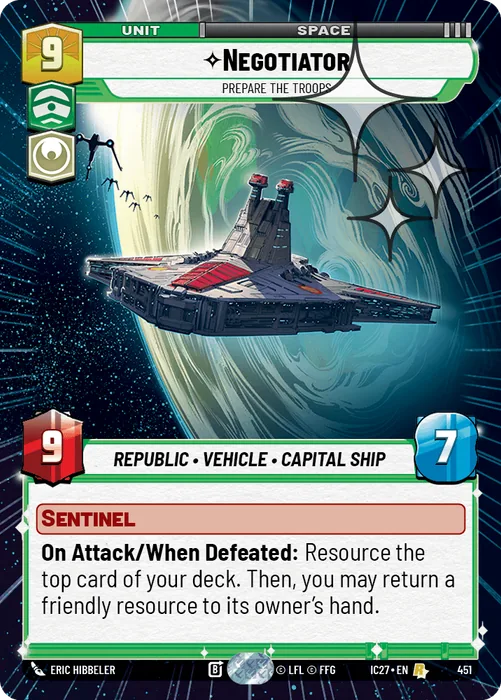 UNIT
SPACE
9
NEGOTIATOR
PREPARE THE TROOPS
9
7
REPUBLIC • VEHICLE • CAPITAL SHIP
SENTINEL
On Attack/When Defeated: Resource the
top card of your deck. Then, you may return a
friendly resource to its owner's hand.
ERIC HIBBELER
B
© LFL © FFG
IC27 • EN
R
451